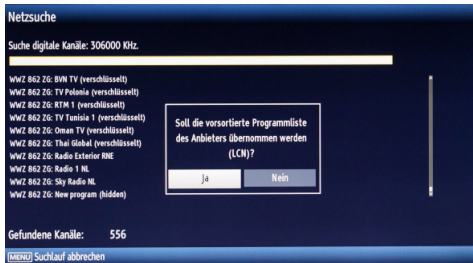 Netzsuche
Suche digitale Kanäle: 306000 KHz.
WWZ 862 ZG: BVN TV (verschlüsselt)
WWZ 862 ZG: TV Polonia (verschlüsselt)
WWZ 862 ZG: RTM 1 (verschlüsselt)
WWZ 862 ZG: TV Tunisia 1 (verschlüsselt)
WWZ 862 ZG: Oman TV (verschlüsselt)
WWZ 862 ZG: Thai Global (verschlüsselt)
WWZ 862 ZG: Radio Exterior RNE
WWZ 862 ZG: Radio 1 NL
WWZ 862 ZG: Sky Radio NL
WWZ 862 ZG: New program (hidden)
Soll die vorsortierte Programmliste
des Anbieters übernommen werden
(LCN)?
Ja
Nein
Gefundene Kanäle: 556
MENU Suchlauf abbrechen